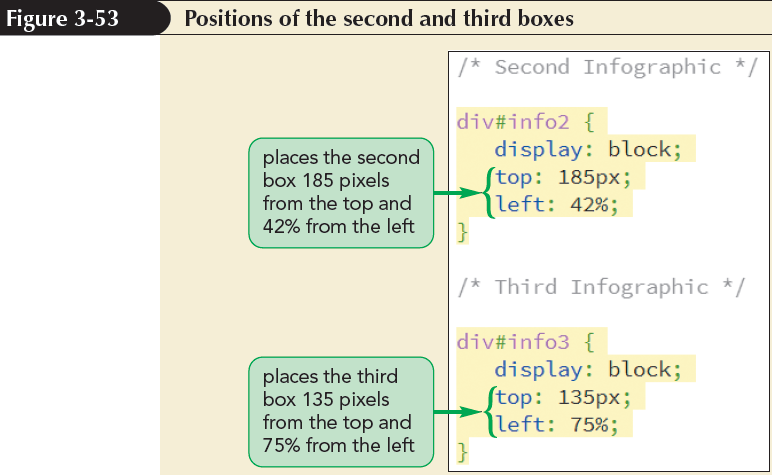 Figure 3-53 Positions of the second and third boxes
/* Second Infographic */
div#info2 {
display: block;
places the second
box 185 pixels
from the top and
42% from the left
top: 185px;
left: 42%;
}
/* Third Infographic */
div#info3 {
display: block;
places the third
box 135 pixels
from the top and
75% from the left
top: 135px;
left: 75%;
}